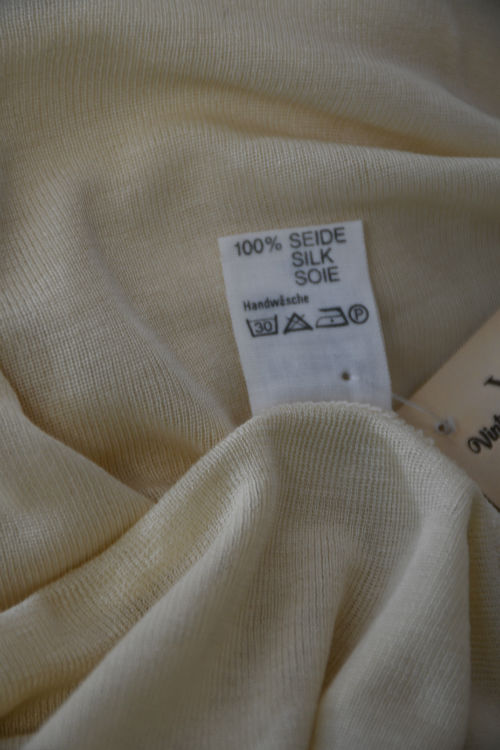 100% SEIDE
SILK
SOIE
Handwäsche
30
P